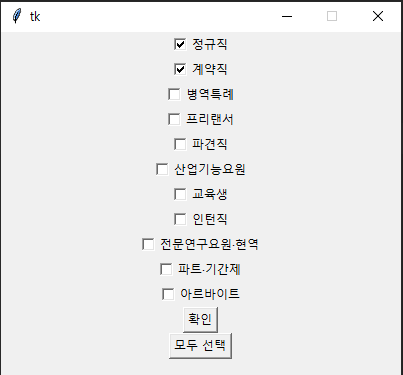 tk
정규직
계약직
병역특례
프리랜서
파견직
산업기능요원
교육생
인턴직
전문연구요원·현역
파트·기간제
아르바이트
확인
모두 선택